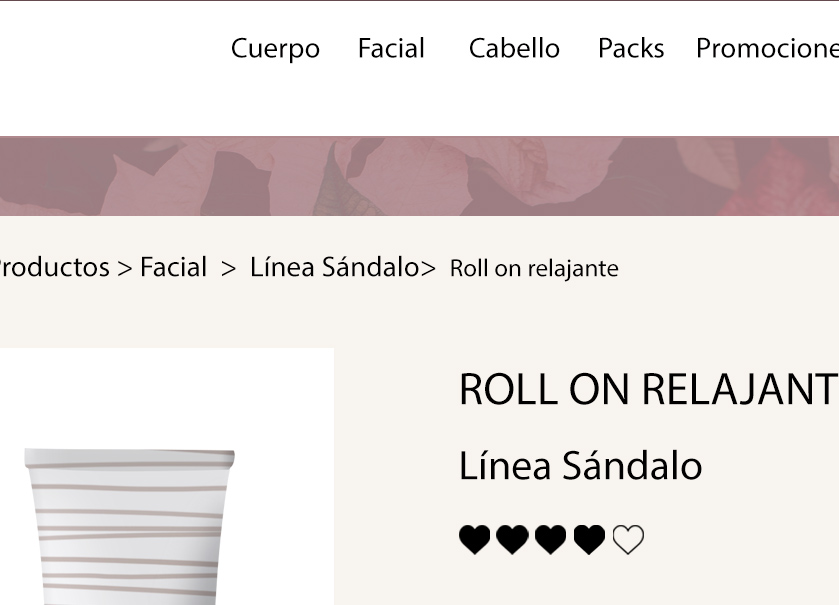 Cuerpo Facial Cabello Packs Promocione
roductos > Facial > Línea Sándalo> Roll on relajante
ROLL ON RELAJANT
Línea Sándalo